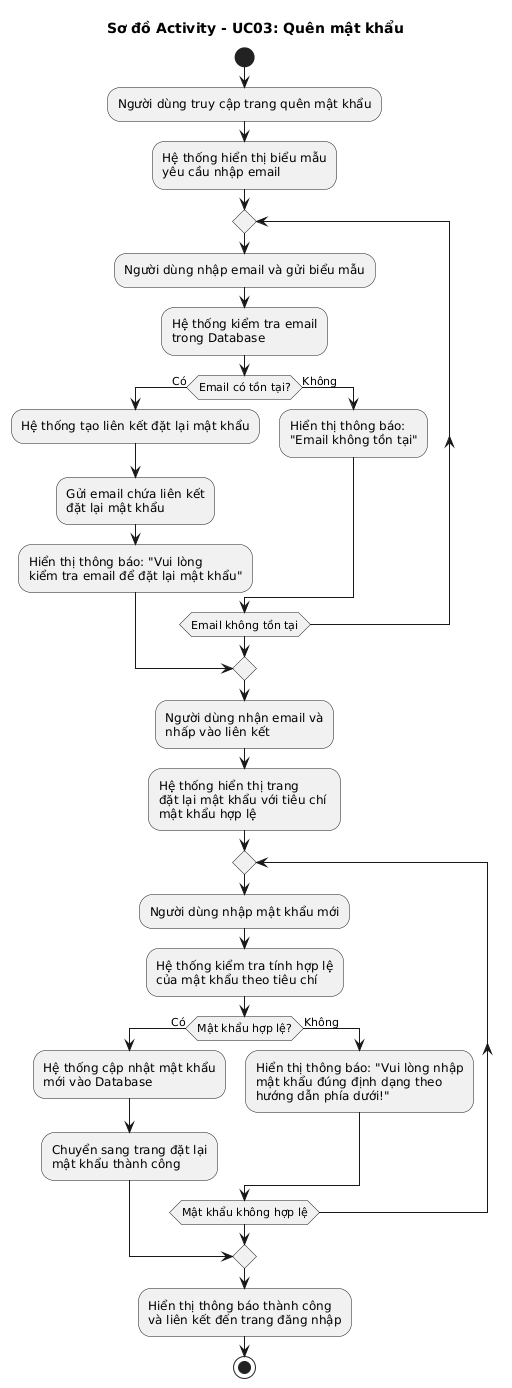 Sơ đồ Activity - UC03: Quên mật khẩu
Người dùng truy cập trang quên mật khẩu
Hệ thống hiển thị biểu mẫu
yêu cầu nhập email
Người dùng nhập email và gửi biểu mẫu
Hệ thống kiểm tra email
trong Database
Email có tồn tại?
Có
Không
Hệ thống tạo liên kết đặt lại mật khẩu
Gửi email chứa liên kết
đặt lại mật khẩu
Hiển thị thông báo: "Vui lòng
kiểm tra email để đặt lại mật khẩu"
Hiển thị thông báo:
"Email không tồn tại"
Email không tồn tại
Người dùng nhận email và
nhấp vào liên kết
Hệ thống hiển thị trang
đặt lại mật khẩu với tiêu chí
mật khẩu hợp lệ
Người dùng nhập mật khẩu mới
Hệ thống kiểm tra tính hợp lệ
của mật khẩu theo tiêu chí
Mật khẩu hợp lệ?
Có
Không
Hệ thống cập nhật mật khẩu
mới vào Database
Chuyển sang trang đặt lại
mật khẩu thành công
Hiển thị thông báo: "Vui lòng nhập
mật khẩu đúng định dạng theo
hướng dẫn phía dưới!"
Mật khẩu không hợp lệ
Hiển thị thông báo thành công
và liên kết đến trang đăng nhập